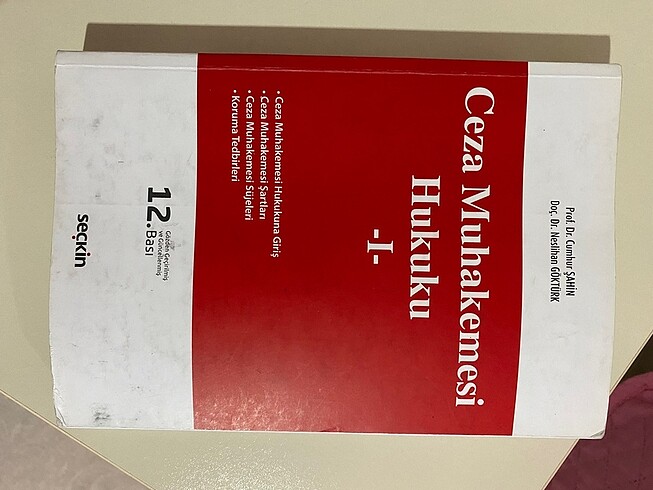 Prof. Dr. Cumhur ŞAHİN
Doç. Dr. Neslihan GÖKTÜRK
Ceza Muhakemesi
Hukuku
-I-
• Ceza Muhakemesi Hukukuna Giriş
• Ceza Muhakemesi Şartları
• Ceza Muhakemesi Süjeleri
• Koruma Tedbirleri
Gözden Geçirilmiş
ve Güncellenmiş
12. Bası
seçkin